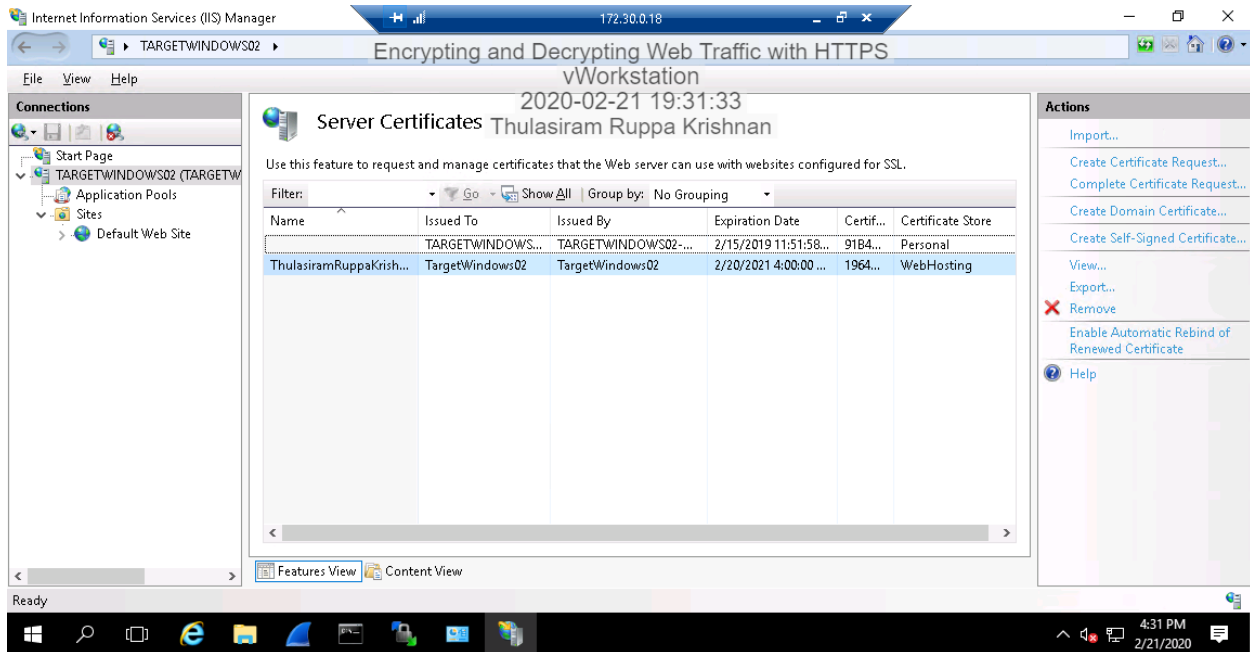 Internet Information Services (IIS) Manager
172.30.0.18
TARGETWINDOWS02
Encrypting and Decrypting Web Traffic with HTTPS
vWorkstation
2020-02-21 19:31:33
Thulasiram Ruppa Krishnan
File View Help
Connections
Start Page
TARGETWINDOWS02 (TARGETW
Application Pools
Sites
Default Web Site
Server Certificates
Use this feature to request and manage certificates that the Web server can use with websites configured for SSL.
Filter: Go Show All Group by: No Grouping
Name Issued To Issued By Expiration Date Certif... Certificate Store
TARGETWINDOWS... TARGETWINDOWS02-... 2/15/2019 11:51:58... 91B4... Personal
ThulasiramRuppaKrish... TargetWindows02 TargetWindows02 2/20/2021 4:00:00 ... 1964... WebHosting
Features View Content View
Actions
Import...
Create Certificate Request...
Complete Certificate Request...
Create Domain Certificate...
Create Self-Signed Certificate...
View...
Export...
Remove
Enable Automatic Rebind of
Renewed Certificate
Help
Ready
4:31 PM
2/21/2020